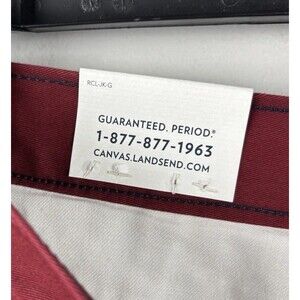 RCL-JK-G
GUARANTEED. PERIOD.®
1-877-877-1963
CANVAS.LANDSEND.COM